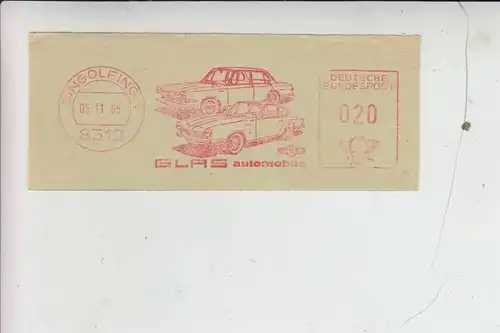 DINGOLFING
05.11.65
8312
GLAS automobile
DEUTSCHE
BUNDESPOST
020